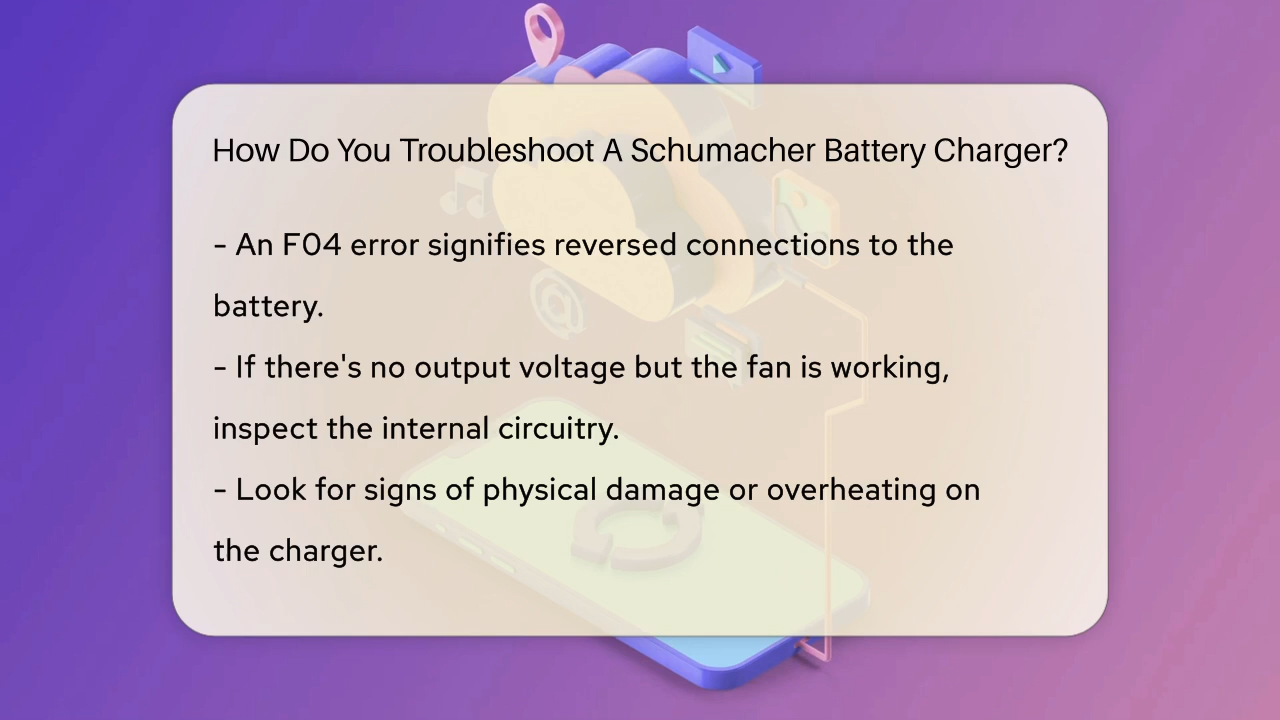 How Do You Troubleshoot A Schumacher Battery Charger?
- An F04 error signifies reversed connections to the
battery.
- If there's no output voltage but the fan is working,
inspect the internal circuitry.
- Look for signs of physical damage or overheating on
the charger.